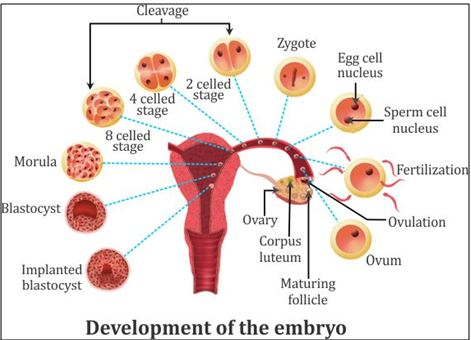 Cleavage
Zygote
Egg cell
nucleus
2 celled
stage
4 celled
stage
Sperm cell
nucleus
8 celled
stage
Morula
Fertilization
Blastocyst
Ovary
Ovulation
Corpus
luteum
Ovum
Implanted
blastocyst
Maturing
follicle
Development of the embryo